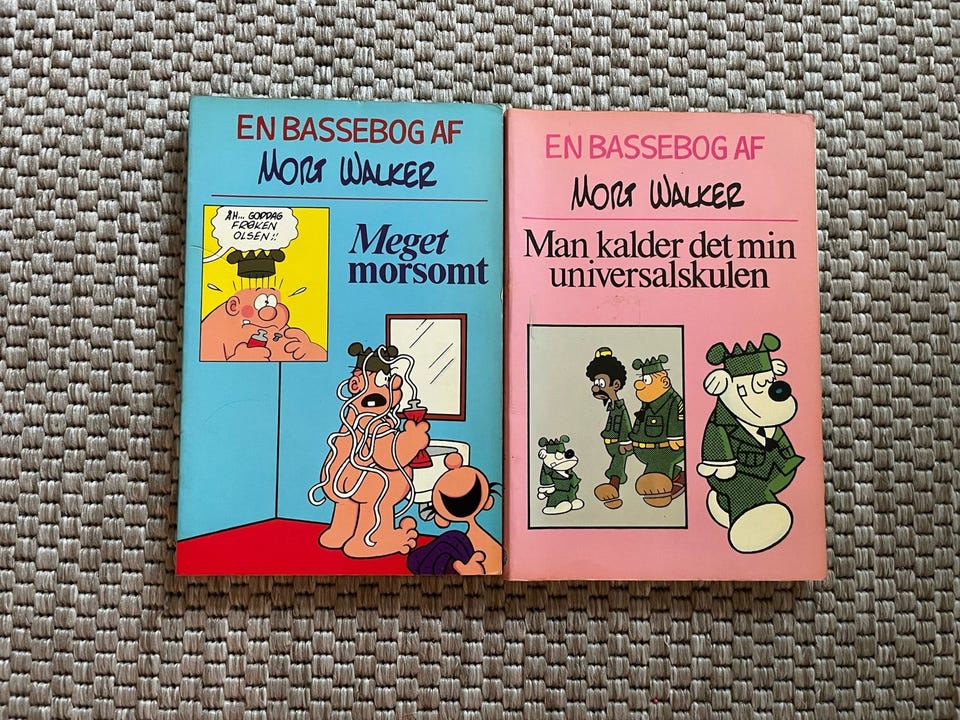 EN BASSEBOG AF
MORT WALKER
Meget
morsomt
ÅH... GODDAG
FRØKEN
OLSEN!!
EN BASSEBOG AF
MORT WALKER
Man kalder det min
universalskulen